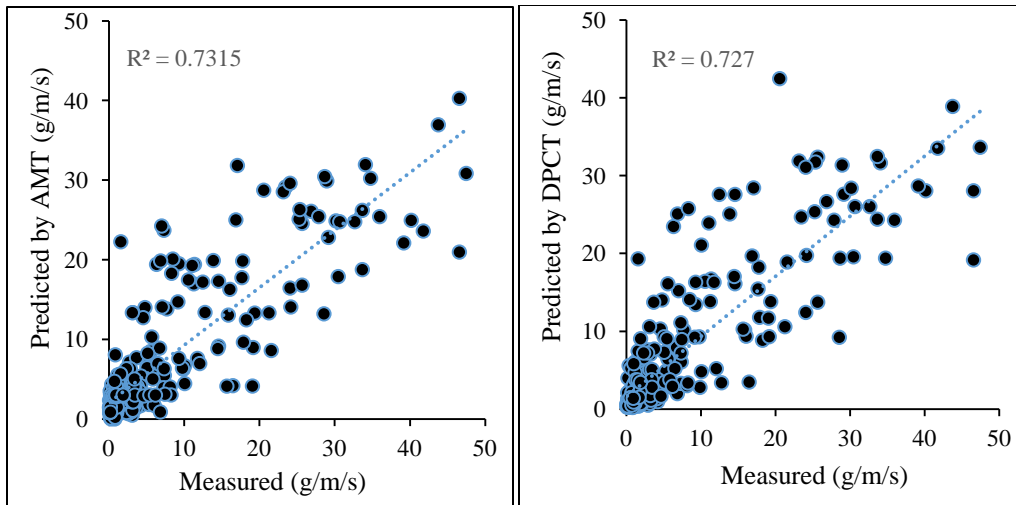 50
R² = 0.7315
40
30
20
10
0
0 10 20 30 40 50
Predicted by AMT (g/m/s)
Measured (g/m/s)
50
R² = 0.727
40
30
20
10
0
0 10 20 30 40 50
Predicted by DPCT (g/m/s)
Measured (g/m/s)